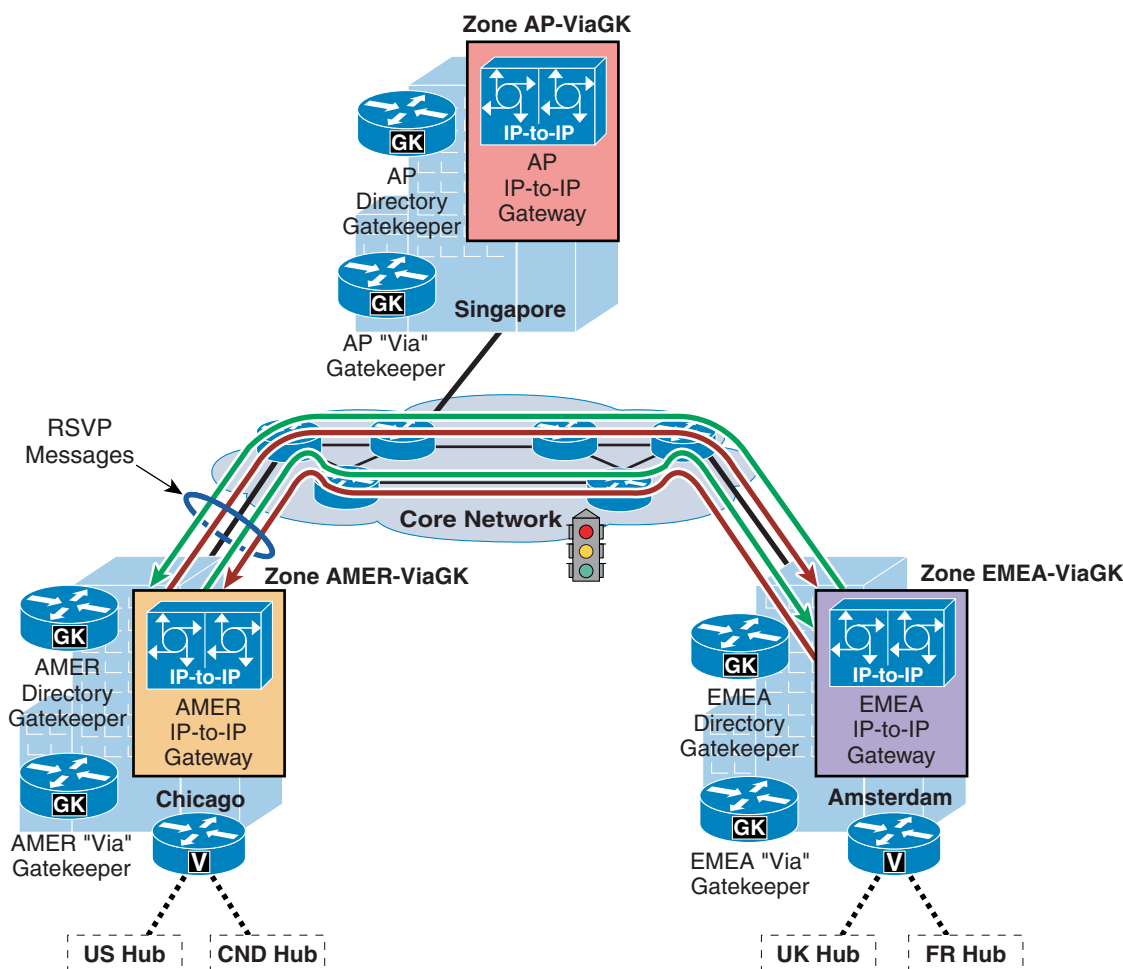 Zone AP-ViaGK
IP-to-IP
AP
IP-to-IP
Gateway
GK
AP
Directory
Gatekeeper
GK
AP "Via"
Gatekeeper
Singapore
RSVP
Messages
Core Network
Zone AMER-ViaGK
GK
AMER
Directory
Gatekeeper
IP-to-IP
AMER
IP-to-IP
Gateway
GK
AMER "Via"
Gatekeeper
Chicago
V
US Hub
CND Hub
Zone EMEA-ViaGK
GK
EMEA
Directory
Gatekeeper
IP-to-IP
EMEA
IP-to-IP
Gateway
GK
EMEA "Via"
Gatekeeper
Amsterdam
V
UK Hub
FR Hub